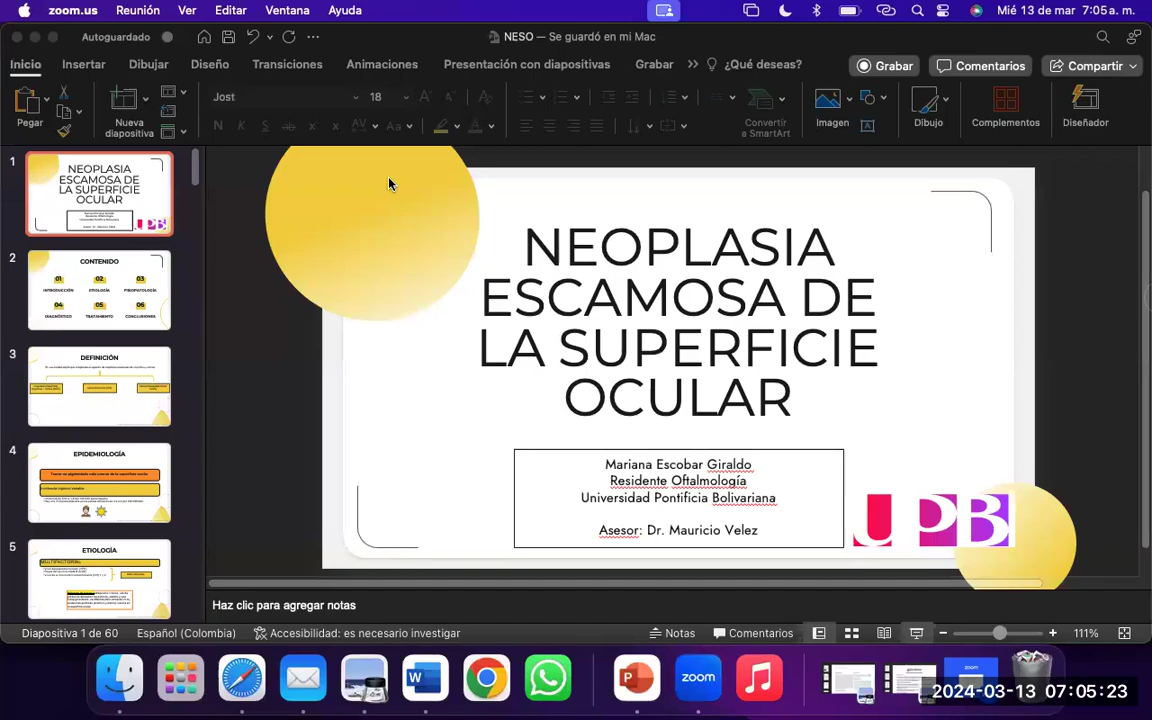 zoom.us Reunión Ver Editar Ventana Ayuda Mié 13 de mar 7:05 a. m.
Autoguardado NESO — Se guardó en mi Mac
Inicio Insertar Dibujar Diseño Transiciones Animaciones Presentación con diapositivas Grabar ¿Qué deseas? Grabar Comentarios Compartir
Jost 18
Pegar Nueva diapositiva Convertir a SmartArt Imagen Dibujo Complementos Diseñador
1
NEOPLASIA
ESCAMOSA DE
LA SUPERFICIE
OCULAR
UPB
2
CONTENIDO
01 02 03
INTRODUCCIÓN ETIOLOGÍA FISIOPATOLOGÍA
04 05 06
DIAGNÓSTICO TRATAMIENTO CONCLUSIONES
3
DEFINICIÓN
4
EPIDEMIOLOGÍA
5
ETIOLOGÍA
MULTIFACTORIAL
NEOPLASIA
ESCAMOSA DE
LA SUPERFICIE
OCULAR
Mariana Escobar Giraldo
Residente Oftalmología
Universidad Pontificia Bolivariana
Asesor: Dr. Mauricio Velez
UPB
Haz clic para agregar notas
Diapositiva 1 de 60 Español (Colombia) Accesibilidad: es necesario investigar Notas Comentarios 111%
zoom
2024-03-13 07:05:23